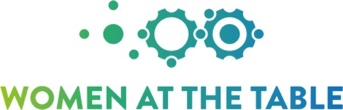 WOMEN AT THE TABLE